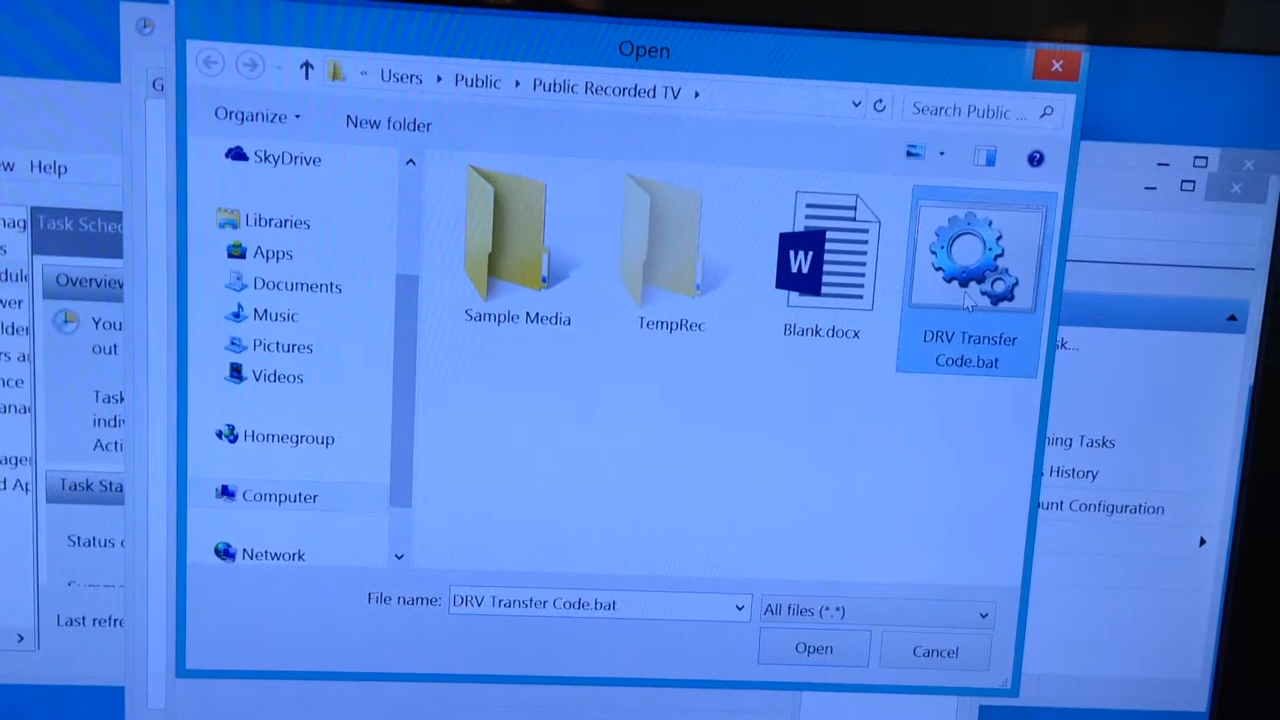 Open
« Users ▸ Public ▸ Public Recorded TV ▸
Search Public ...
Organize
New folder
SkyDrive
Libraries
Apps
Documents
Music
Pictures
Videos
Homegroup
Computer
Network
Sample Media
TempRec
W
Blank.docx
DRV Transfer
Code.bat
File name:
DRV Transfer Code.bat
All files (*.*)
Open
Cancel
G
Help
Task Sched
Overview
You
out
Task
indiv
Acti
Task Sta
Status
Last refre
ning Tasks
History
unt Configuration